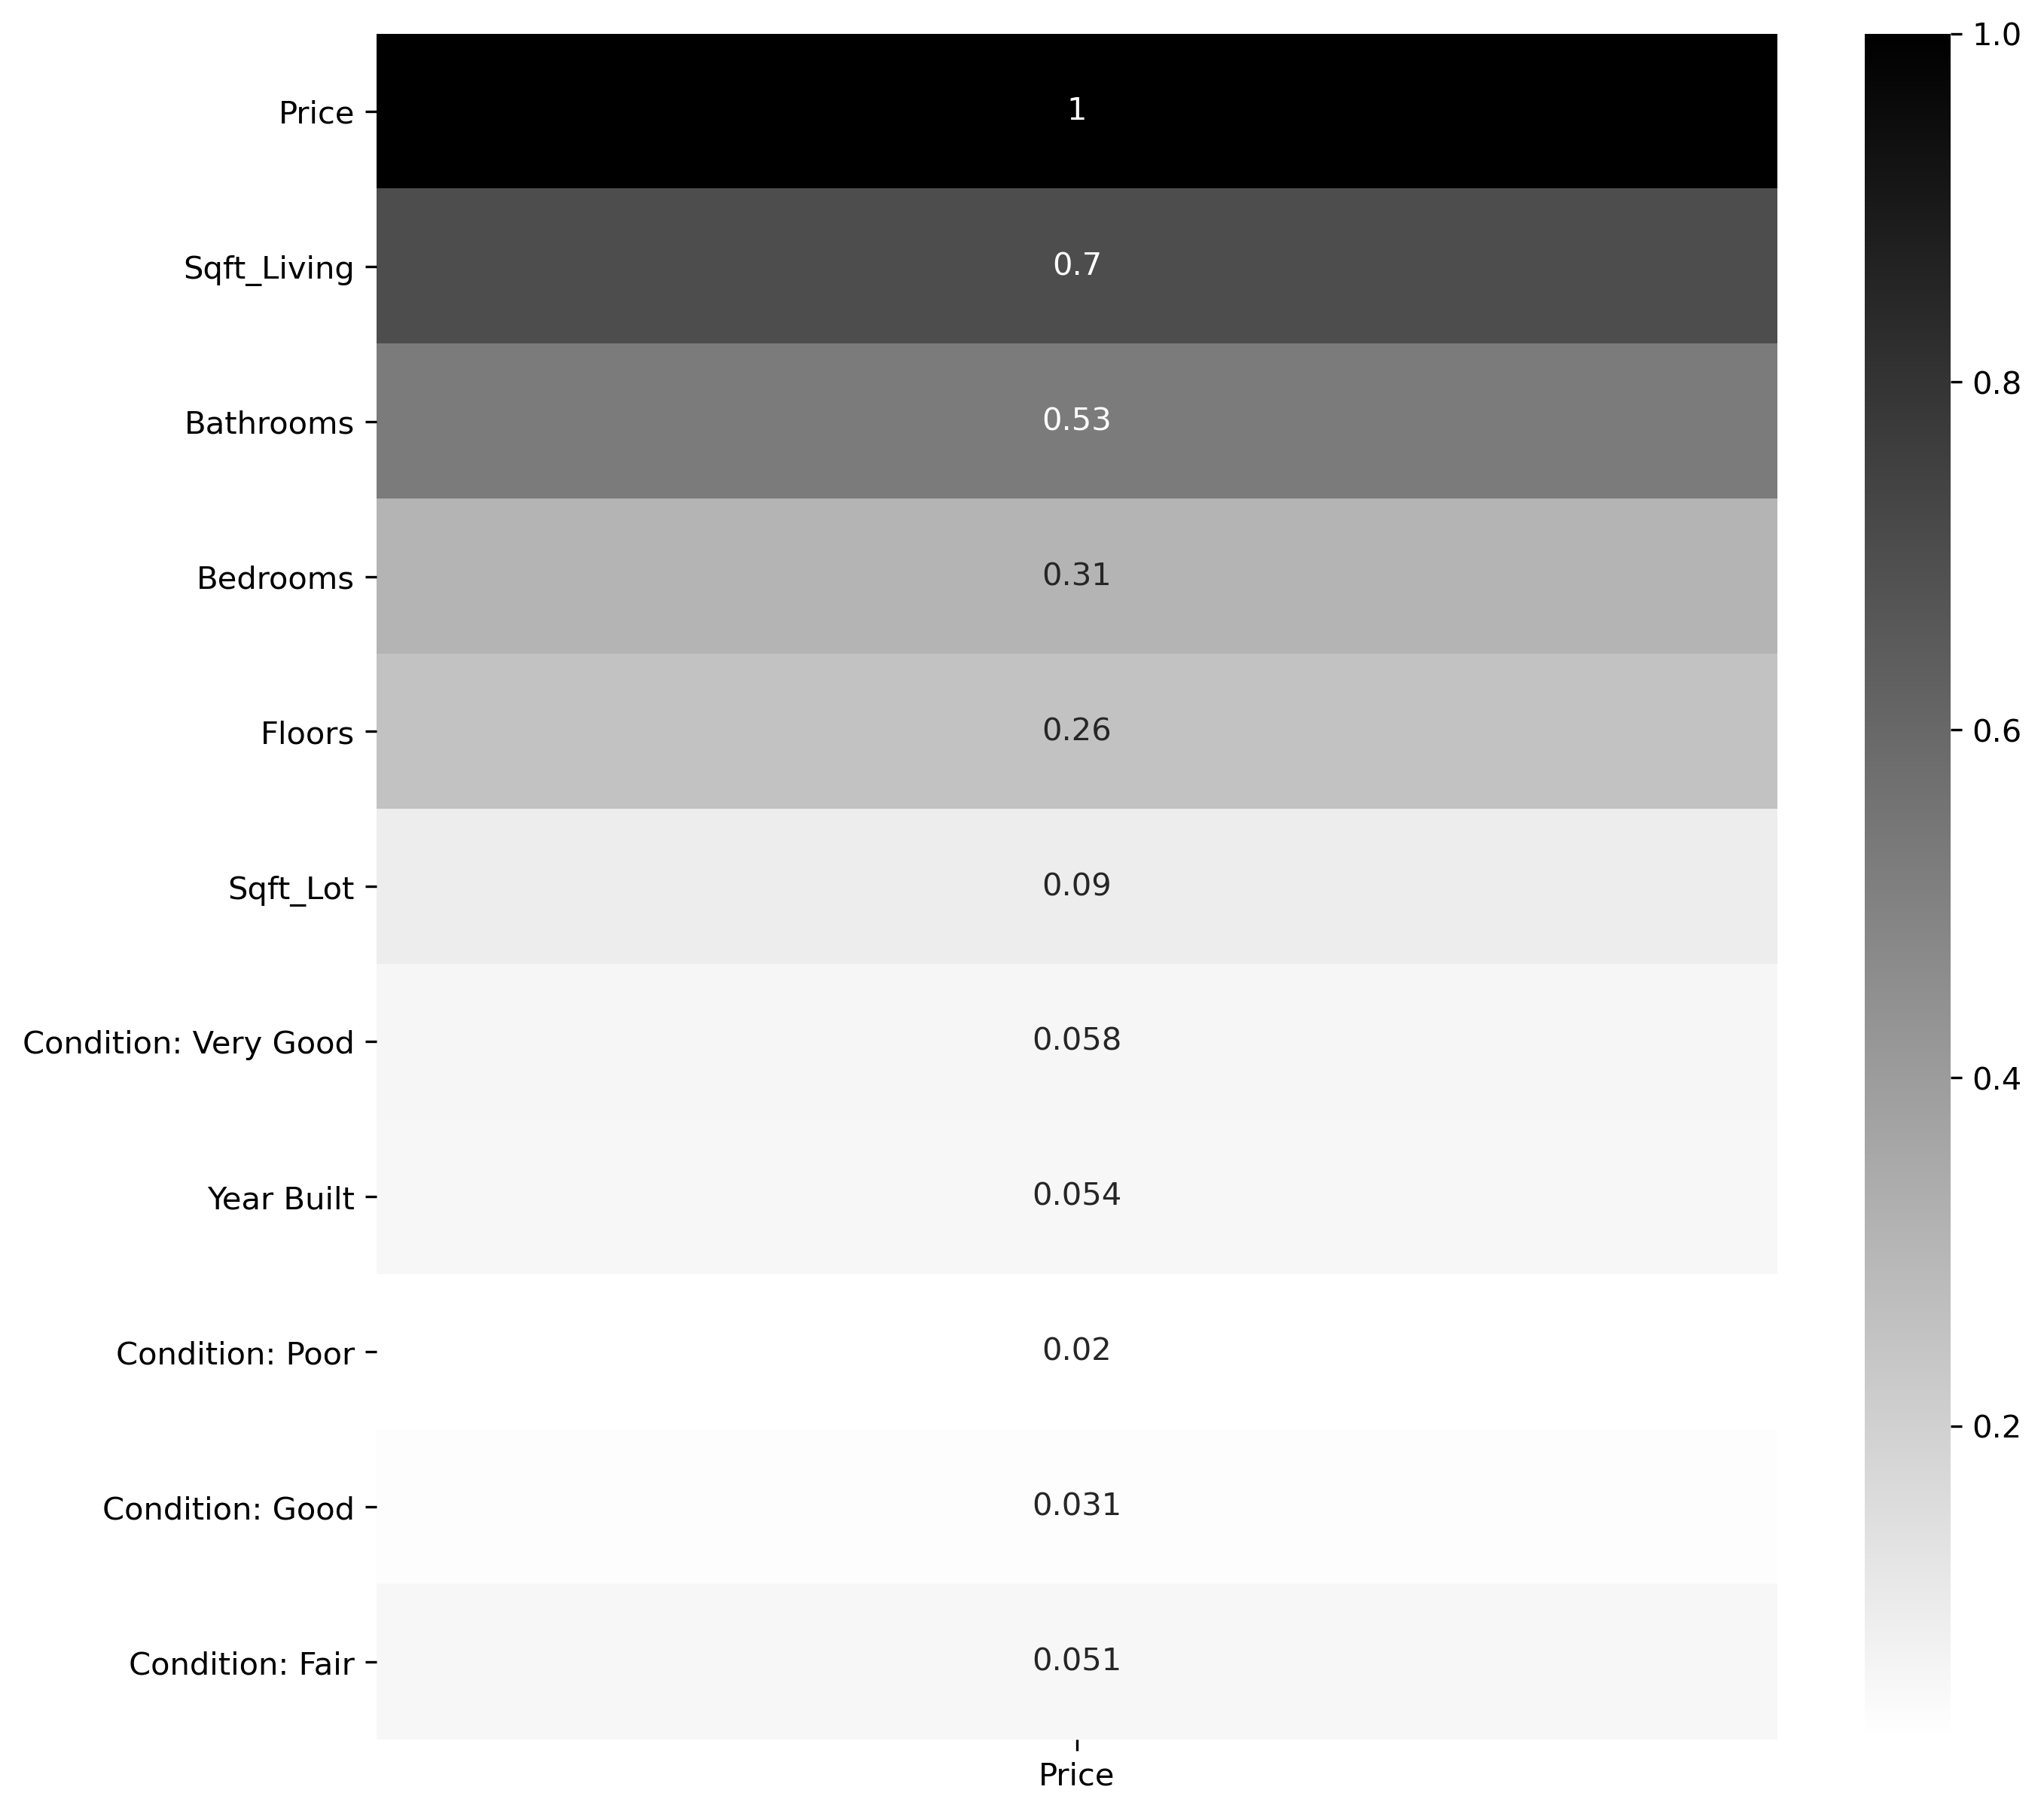 Price 1
Sqft_Living 0.7
Bathrooms 0.53
Bedrooms 0.31
Floors 0.26
Sqft_Lot 0.09
Condition: Very Good 0.058
Year Built 0.054
Condition: Poor 0.02
Condition: Good 0.031
Condition: Fair 0.051
Price
1.0
0.8
0.6
0.4
0.2